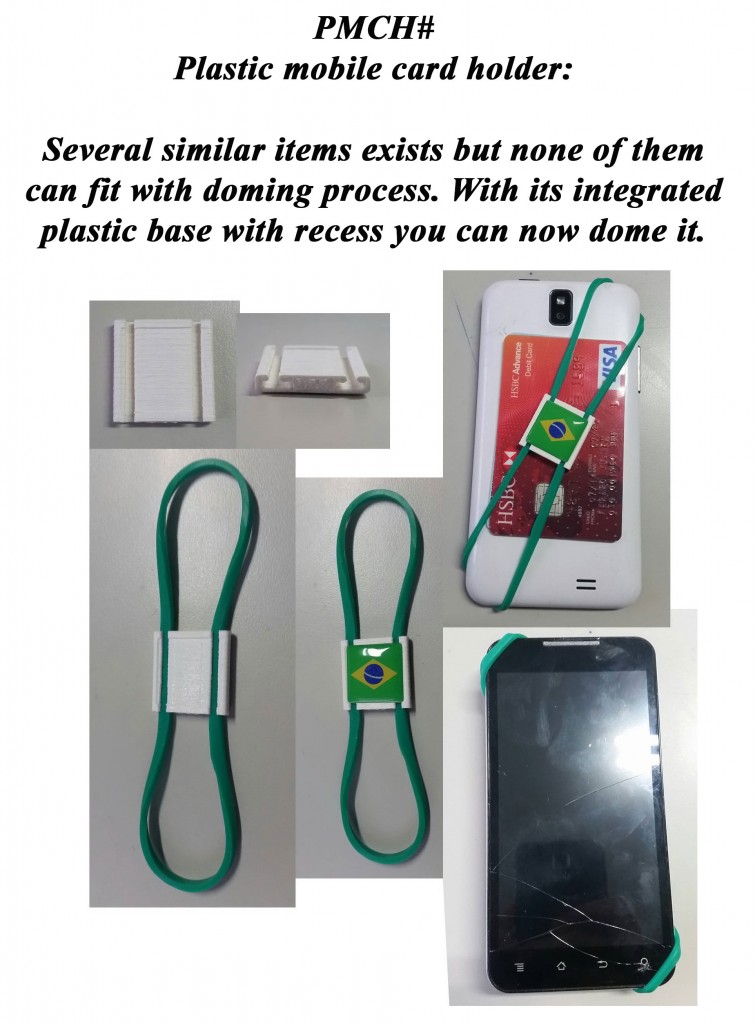 PMCH#
Plastic mobile card holder:
Several similar items exists but none of them
can fit with doming process. With its integrated
plastic base with recess you can now dome it.
HSBC Advance
Debit Card
VISA
HSBC